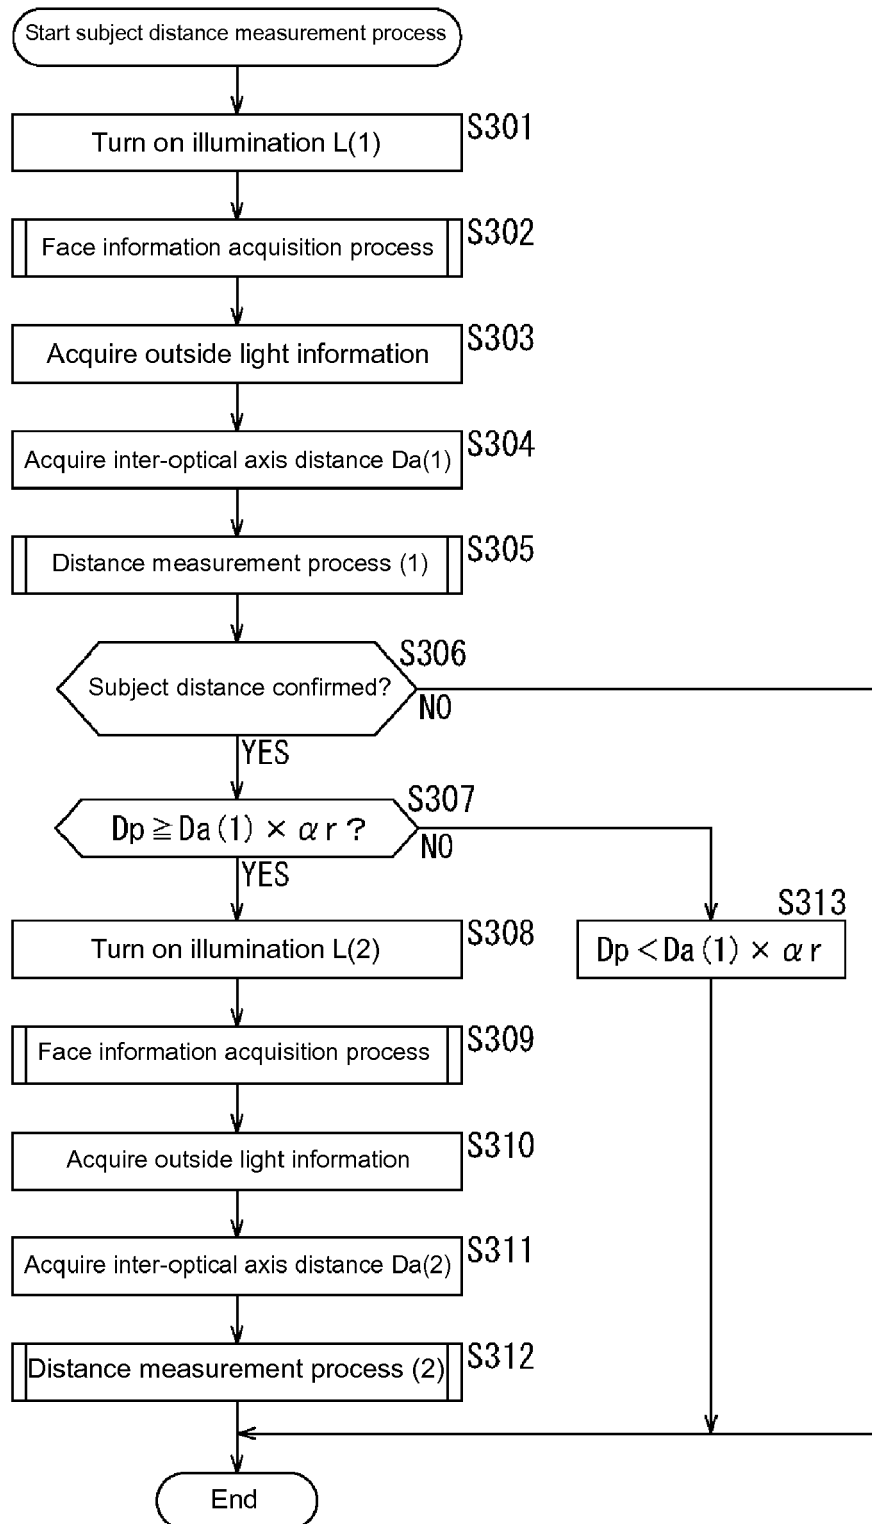 Start subject distance measurement process
S301
Turn on illumination L(1)
S302
Face information acquisition process
S303
Acquire outside light information
S304
Acquire inter-optical axis distance Da(1)
S305
Distance measurement process (1)
S306
Subject distance confirmed?
NO
YES
S307
Dp ≧ Da (1) × α r ?
NO
YES
S308
Turn on illumination L(2)
S313
Dp < Da (1) × α r
S309
Face information acquisition process
S310
Acquire outside light information
S311
Acquire inter-optical axis distance Da(2)
S312
Distance measurement process (2)
End